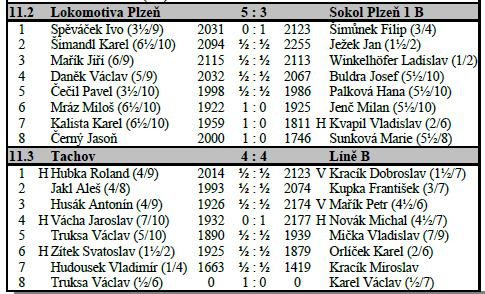 11.2 Lokomotiva Plzeň 5 : 3 Sokol Plzeň 1 B
1 Spěváček Ivo (3½/9) 2031 0 : 1 2123 Šimůnek Filip (3/4)
2 Šimandl Karel (6½/10) 2094 ½ : ½ 2255 Ježek Jan (1½/2)
3 Mařík Jiří (6/9) 2115 ½ : ½ 2113 Winkelhöfer Ladislav (1/2)
4 Daněk Václav (5/9) 2032 ½ : ½ 2067 Buldra Josef (5½/10)
5 Čečil Pavel (3½/10) 1998 ½ : ½ 1986 Palková Hana (5½/10)
6 Mráz Miloš (6½/10) 1922 1 : 0 1925 Jenč Milan (5½/10)
7 Kalista Karel (6½/10) 1959 1 : 0 1811 H Kvapil Vladislav (2/6)
8 Černý Jasoň 2000 1 : 0 1746 Sunková Marie (5½/8)
11.3 Tachov 4 : 4 Líně B
1 H Hubka Roland (4/9) 2014 ½ : ½ 2123 V Kracík Dobroslav (1½/7)
2 Jakl Aleš (4/8) 1993 ½ : ½ 2074 Kupka František (3/7)
3 Husák Antonín (4/9) 1926 ½ : ½ 2174 V Mařík Petr (4½/6)
4 H Vácha Jaroslav (7/10) 1932 0 : 1 2177 H Novák Michal (4½/7)
5 Truksa Václav (5/10) 1890 ½ : ½ 1939 Mička Vladislav (7/9)
6 H Zítek Svatoslav (1½/2) 1925 ½ : ½ 1879 Orlíček Karel (2/6)
7 Hudousek Vladimír (1/4) 1663 ½ : ½ 1419 Kracík Miroslav
8 Truksa Václav (½/6) 0 1 : 0 0 Karel Václav (½/7)